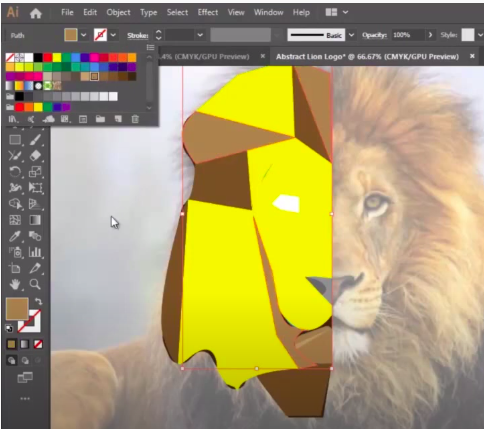 Ai File Edit Object Type Select Effect View Window Help
Path Stroke: Basic Opacity: 100% Style:
.4% (CMYK/GPU Preview) × Abstract Lion Logo* @ 66.67% (CMYK/GPU Preview) ×